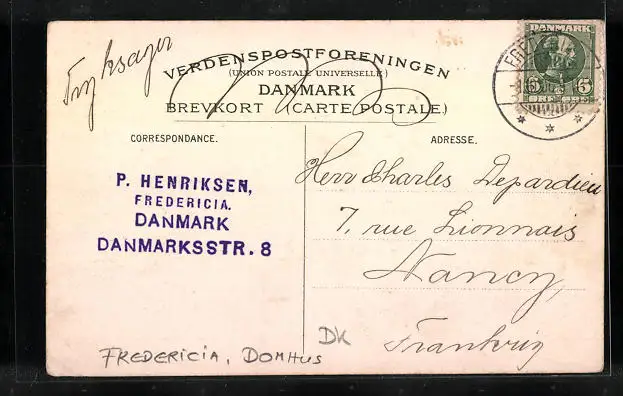 Tryksager
VERDENSPOSTFORENINGEN
(UNION POSTALE UNIVERSELLE)
DANMARK
BREVKORT (CARTE POSTALE)
DANMARK
5 5
CORRESPONDANCE.
ADRESSE.
P. HENRIKSEN,
FREDERICIA.
DANMARK
DANMARKSSTR. 8
Herr Charles Depardieu
7, rue Lionnais
Nancy,
Frankrig
DK
FREDERICIA, DOMHUS